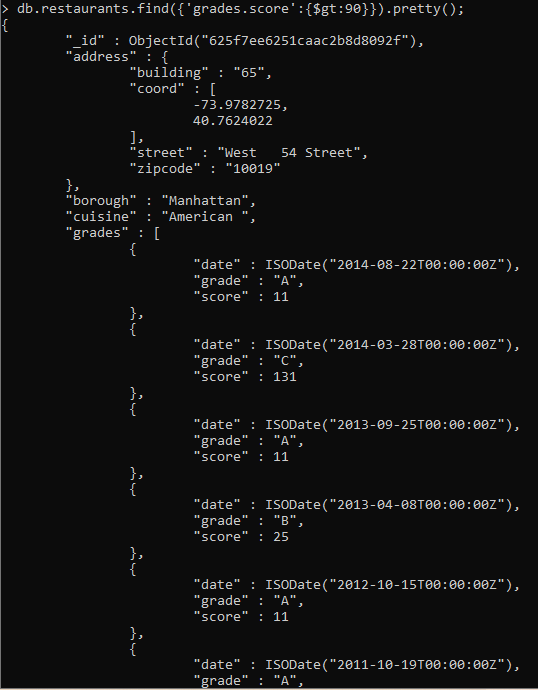 > db.restaurants.find({'grades.score':{$gt:90}}).pretty();
{
        "_id" : ObjectId("625f7ee6251caac2b8d8092f"),
        "address" : {
                "building" : "65",
                "coord" : [
                        -73.9782725,
                        40.7624022
                ],
                "street" : "West   54 Street",
                "zipcode" : "10019"
        },
        "borough" : "Manhattan",
        "cuisine" : "American ",
        "grades" : [
                {
                        "date" : ISODate("2014-08-22T00:00:00Z"),
                        "grade" : "A",
                        "score" : 11
                },
                {
                        "date" : ISODate("2014-03-28T00:00:00Z"),
                        "grade" : "C",
                        "score" : 131
                },
                {
                        "date" : ISODate("2013-09-25T00:00:00Z"),
                        "grade" : "A",
                        "score" : 11
                },
                {
                        "date" : ISODate("2013-04-08T00:00:00Z"),
                        "grade" : "B",
                        "score" : 25
                },
                {
                        "date" : ISODate("2012-10-15T00:00:00Z"),
                        "grade" : "A",
                        "score" : 11
                },
                {
                        "date" : ISODate("2011-10-19T00:00:00Z"),
                        "grade" : "A",